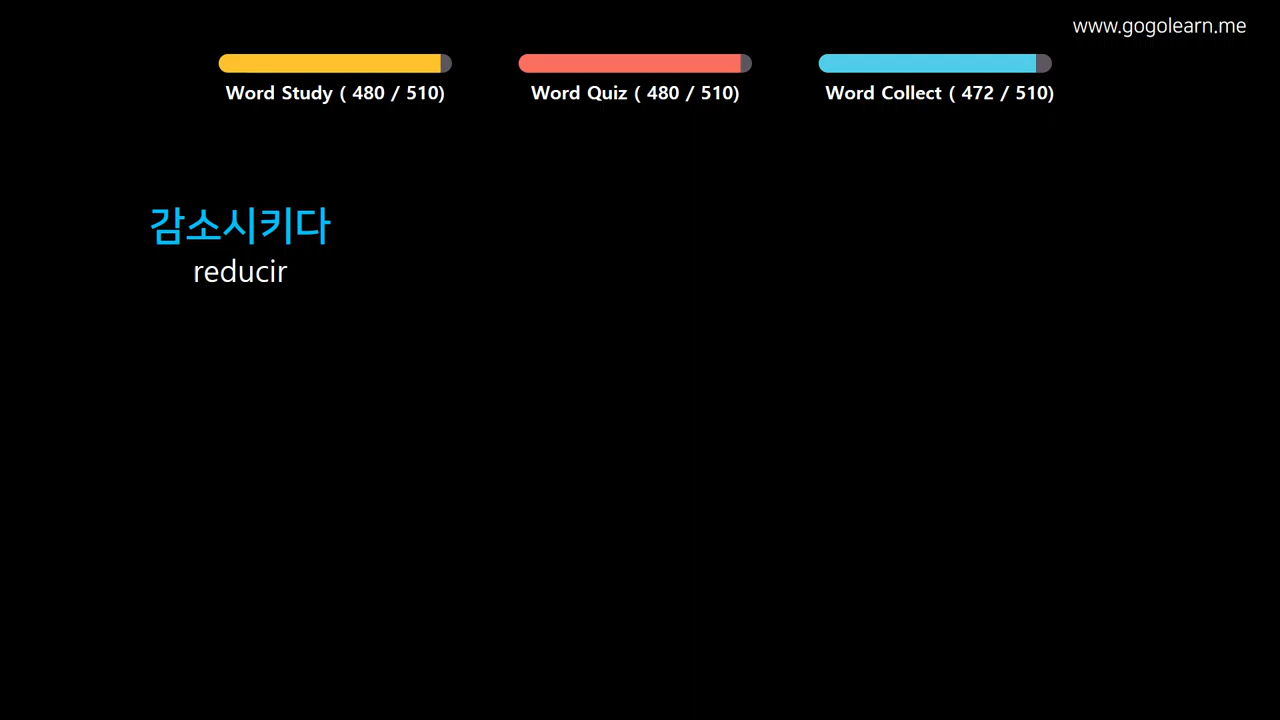 www.gogolearn.me
Word Study ( 480 / 510)
Word Quiz ( 480 / 510)
Word Collect ( 472 / 510)
감소시키다
reducir